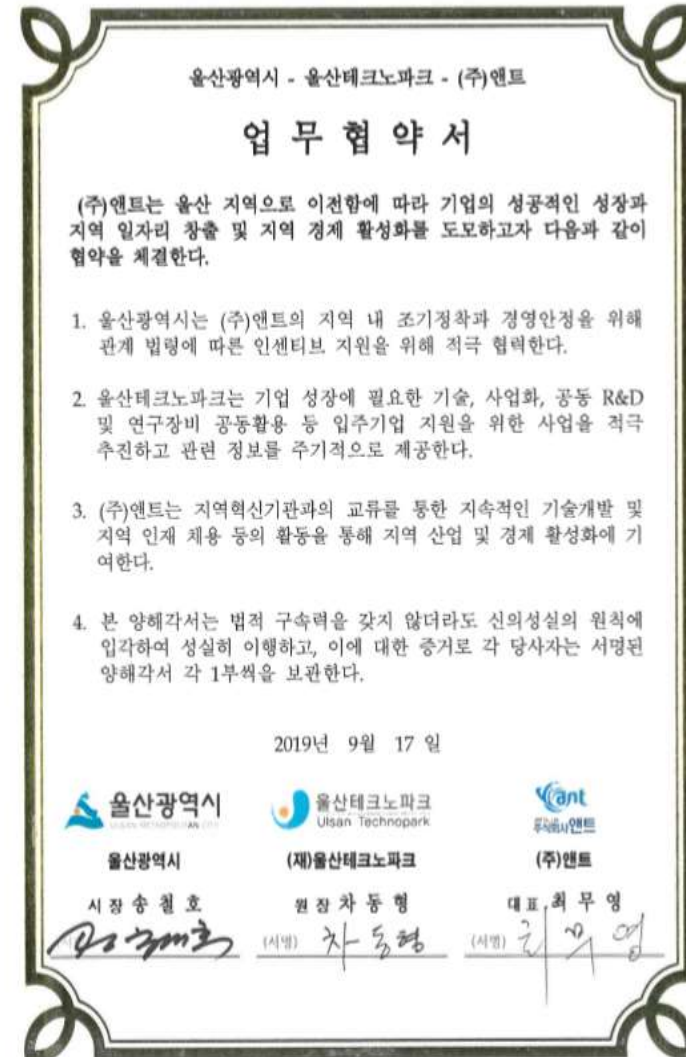 울산광역시 - 울산테크노파크 - (주)앤트
업 무 협 약 서
(주)앤트는 울산 지역으로 이전함에 따라 기업의 성공적인 성장과
지역 일자리 창출 및 지역 경제 활성화를 도모하고자 다음과 같이
협약을 체결한다.
1. 울산광역시는 (주)앤트의 지역 내 조기정착과 경영안정을 위해
관계 법령에 따른 인센티브 지원을 위해 적극 협력한다.
2. 울산테크노파크는 기업 성장에 필요한 기술, 사업화, 공동 R&D
및 연구장비 공동활용 등 입주기업 지원을 위한 사업을 적극
추진하고 관련 정보를 주기적으로 제공한다.
3. (주)앤트는 지역혁신기관과의 교류를 통한 지속적인 기술개발 및
지역 인재 채용 등의 활동을 통해 지역 산업 및 경제 활성화에 기
여한다.
4. 본 양해각서는 법적 구속력을 갖지 않더라도 신의성실의 원칙에
입각하여 성실히 이행하고, 이에 대한 증거로 각 당사자는 서명된
양해각서 각 1부씩을 보관한다.
2019년 9월 17 일
울산광역시 울산테크노파크 Yant
ULSAN METROPOLITAN CITY Ulsan Technopark 주식회사앤트
울산광역시 (재)울산테크노파크 (주)앤트
시 장 송 철 호 원 장 차 동 형 대 표 최 무 영
(서명) 차동형 (서명) 최무영